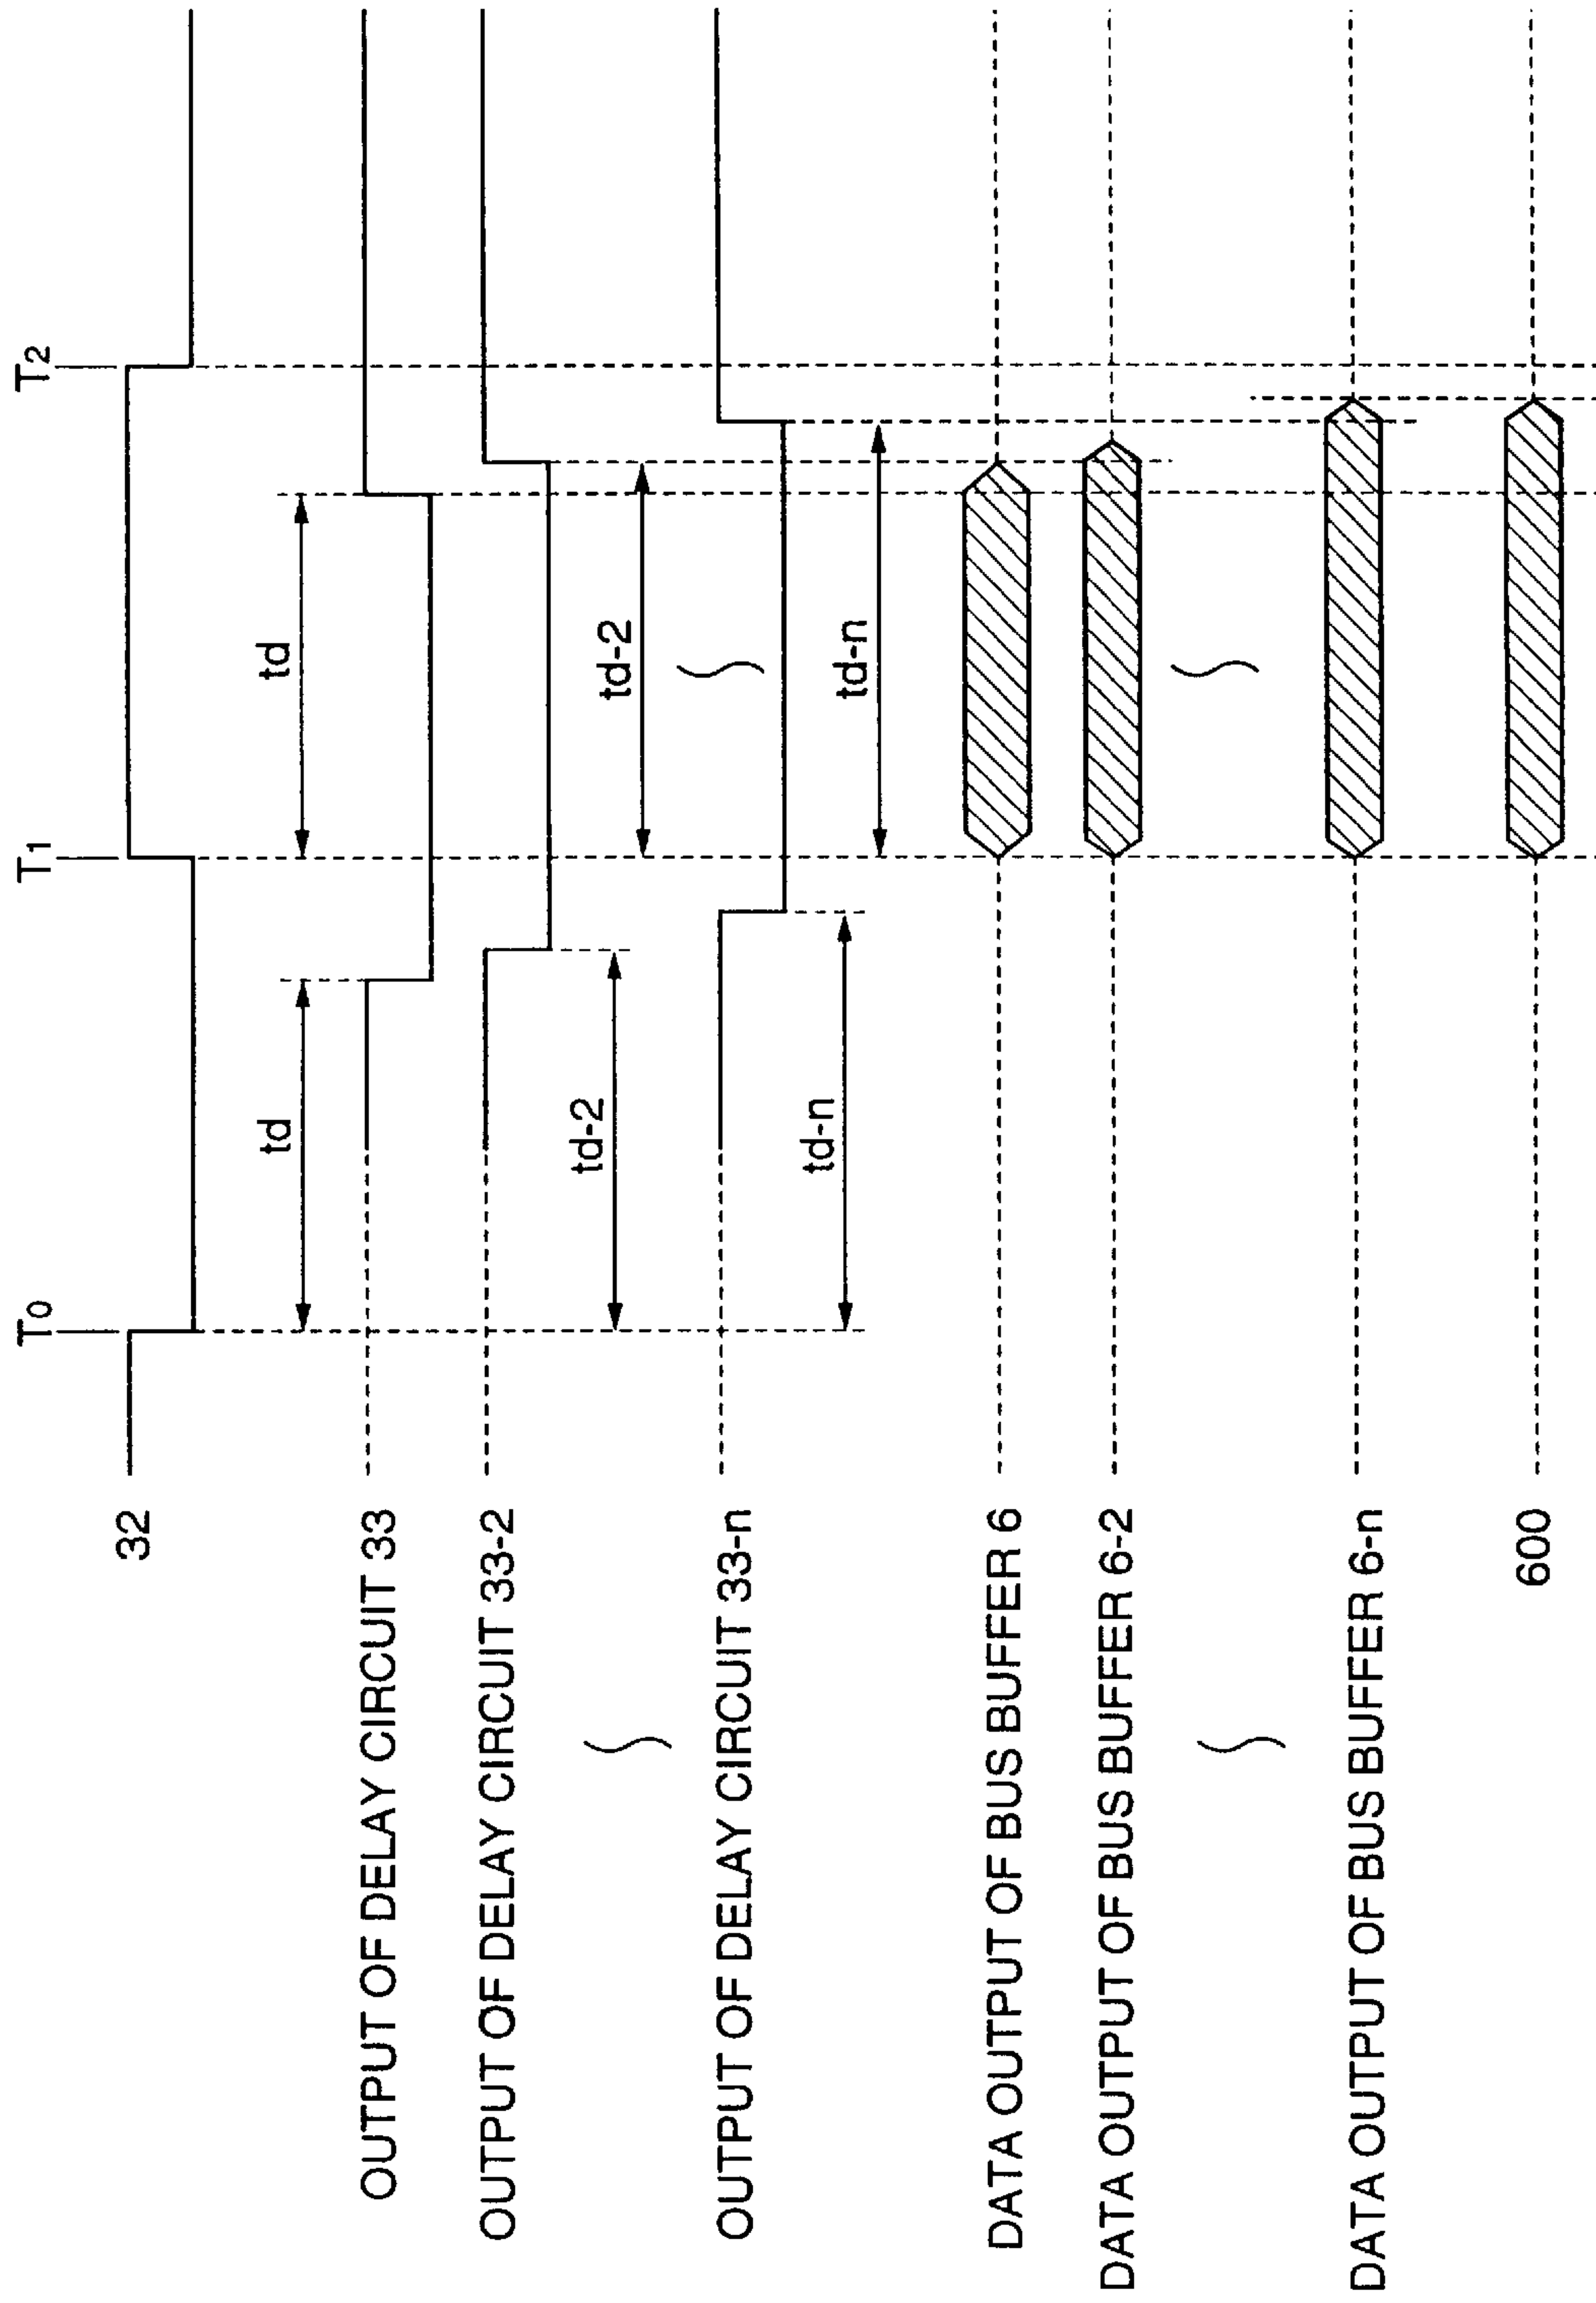 T0
T1
T2
32
td
td
OUTPUT OF DELAY CIRCUIT 33
OUTPUT OF DELAY CIRCUIT 33-2
td-2
td-2
OUTPUT OF DELAY CIRCUIT 33-n
td-n
td-n
DATA OUTPUT OF BUS BUFFER 6
DATA OUTPUT OF BUS BUFFER 6-2
DATA OUTPUT OF BUS BUFFER 6-n
600